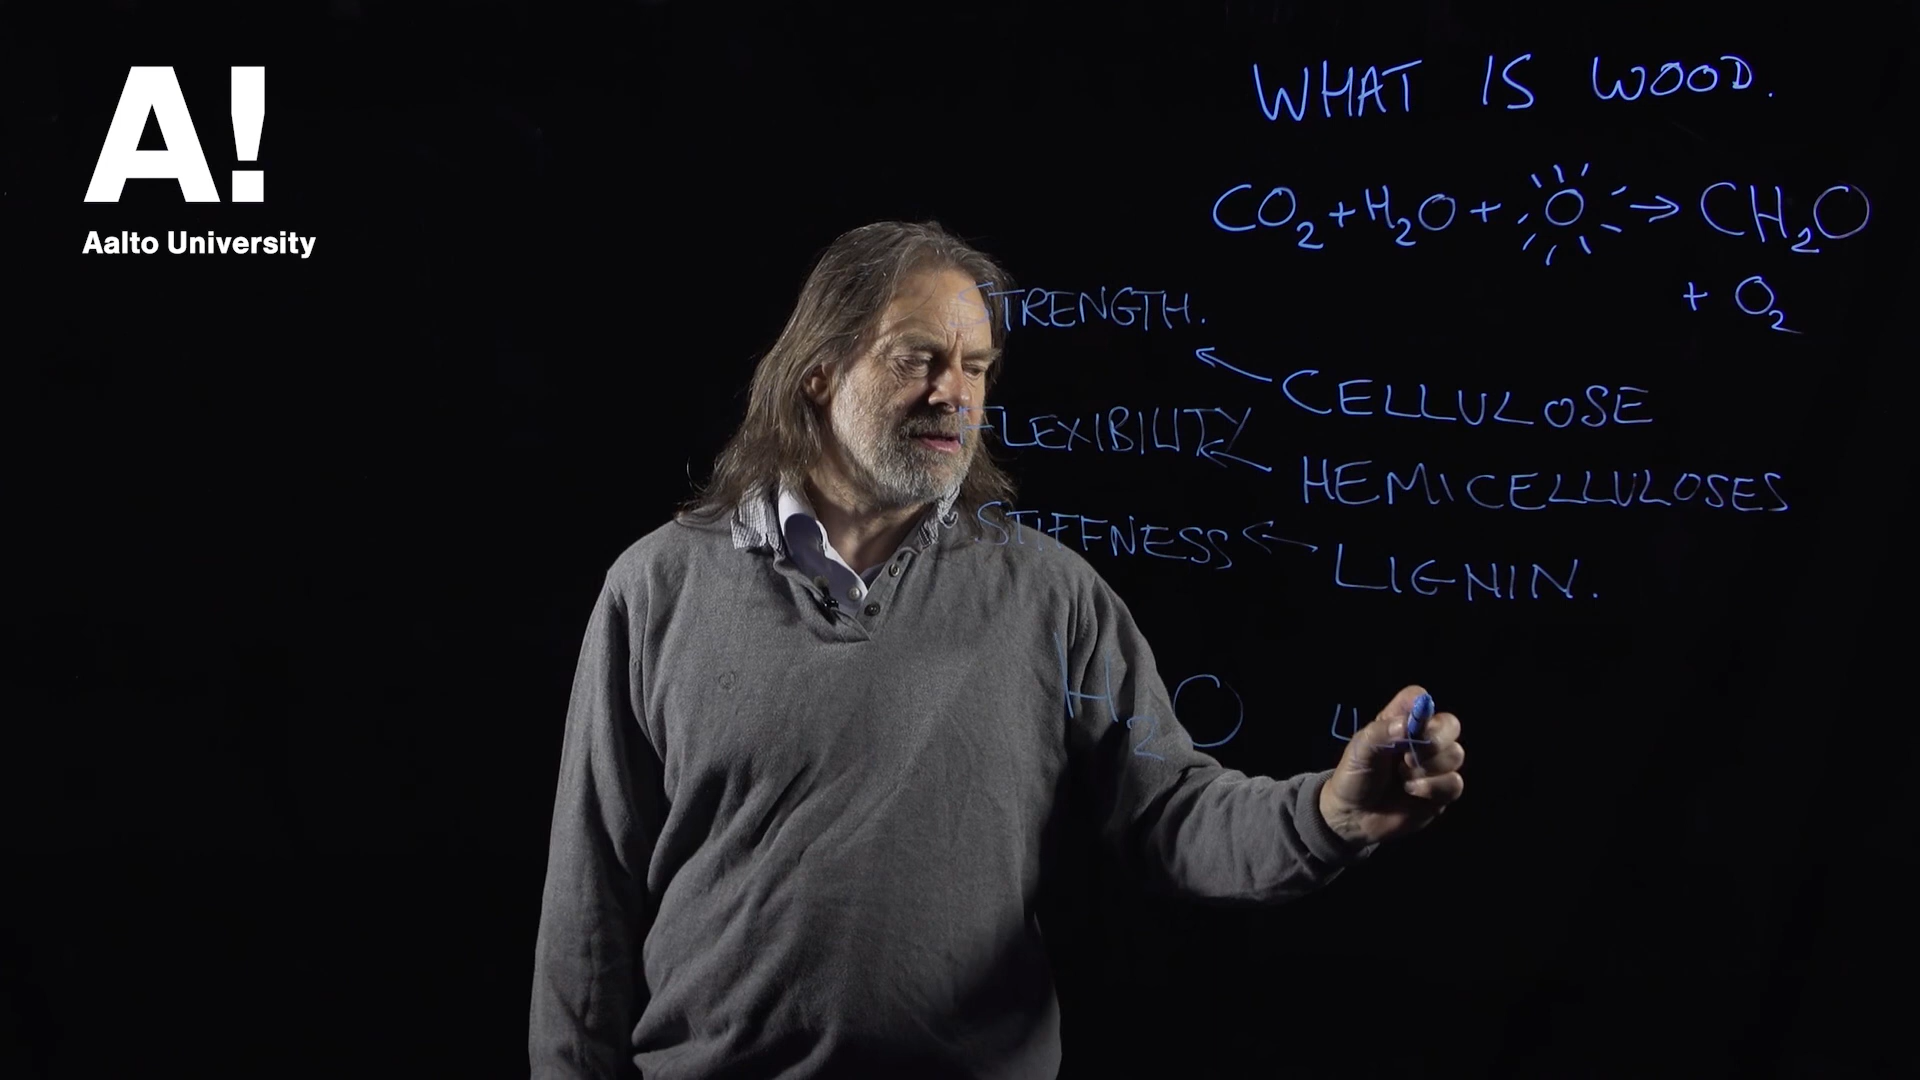 A!
Aalto University
WHAT IS WOOD.
CO₂+H₂O+ → CH₂O
+ O₂
STRENGTH. ← CELLULOSE
FLEXIBILITY ← HEMICELLULOSES
STIFFNESS ← LIGNIN.
H₂O